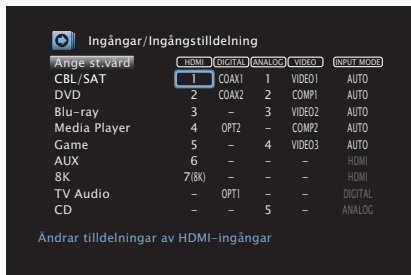 Ingångar/Ingångstilldelning
Ange st.värd HDMI DIGITAL ANALOG VIDEO INPUT MODE
CBL/SAT 1 COAX1 1 VIDEO1 AUTO
DVD 2 COAX2 2 COMP1 AUTO
Blu-ray 3 – 3 VIDEO2 AUTO
Media Player 4 OPT2 – COMP2 AUTO
Game 5 – 4 VIDEO3 AUTO
AUX 6 – – – HDMI
8K 7(8K) – – – HDMI
TV Audio – OPT1 – – DIGITAL
CD – – 5 – ANALOG
Ändrar tilldelningar av HDMI-ingångar